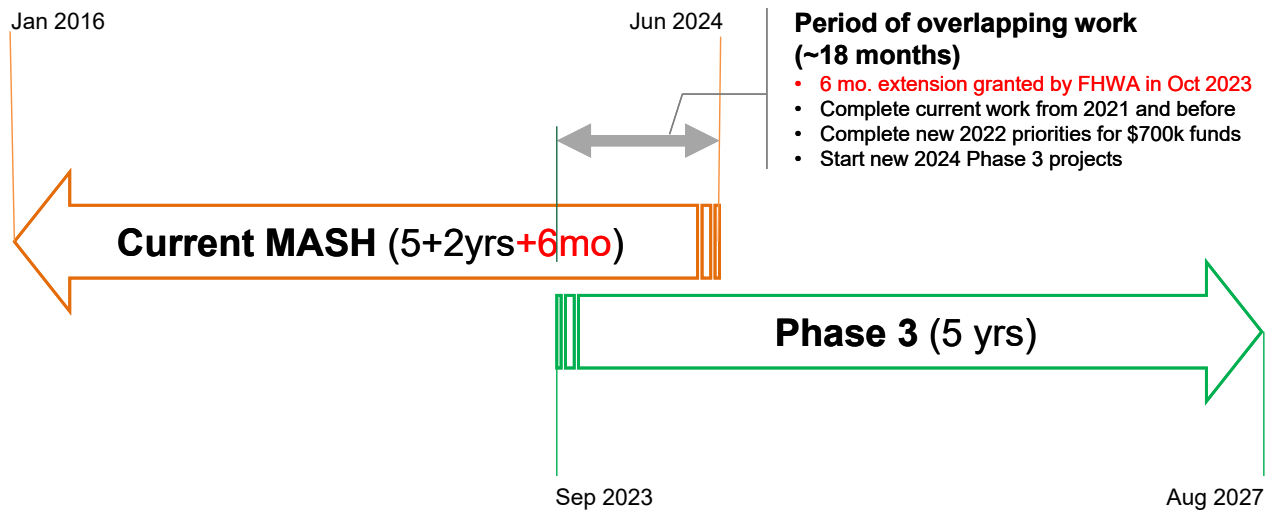 Jan 2016
Jun 2024
Period of overlapping work
(~18 months)
• 6 mo. extension granted by FHWA in Oct 2023
• Complete current work from 2021 and before
• Complete new 2022 priorities for $700k funds
• Start new 2024 Phase 3 projects
Current MASH (5+2yrs+6mo)
Phase 3 (5 yrs)
Sep 2023
Aug 2027